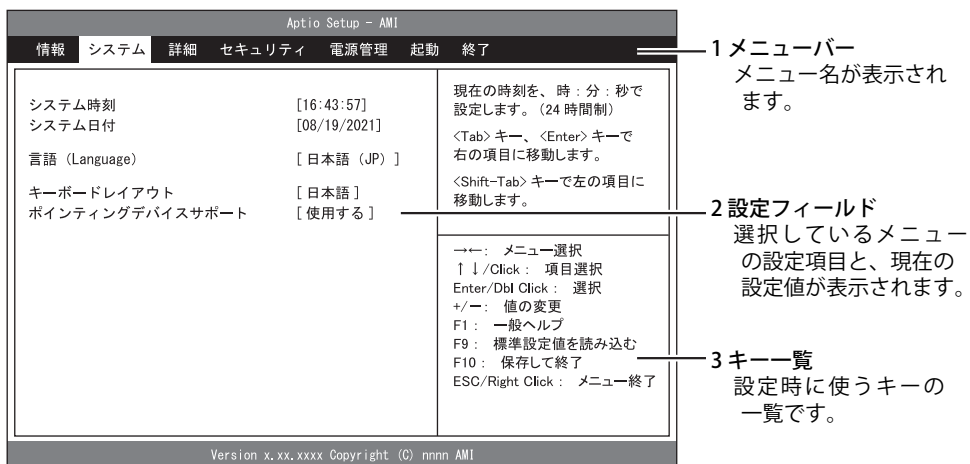 Aptio Setup - AMI
情報 システム 詳細 セキュリティ 電源管理 起動 終了
システム時刻 [16:43:57]
システム日付 [08/19/2021]
言語 (Language) [日本語 (JP) ]
キーボードレイアウト [日本語]
ポインティングデバイスサポート [使用する]
現在の時刻を、時:分:秒で
設定します。(24時間制)
<Tab>キー、<Enter>キーで
右の項目に移動します。
<Shift-Tab>キーで左の項目に
移動します。
→←: メニュー選択
↑↓/Click: 項目選択
Enter/Dbl Click: 選択
+/ー: 値の変更
F1: 一般ヘルプ
F9: 標準設定値を読み込む
F10: 保存して終了
ESC/Right Click: メニュー終了
Version x.xx.xxxx Copyright (C) nnnn AMI
1 メニューバー
メニュー名が表示され
ます。
2 設定フィールド
選択しているメニュー
の設定項目と、現在の
設定値が表示されます。
3 キー一覧
設定時に使うキーの
一覧です。